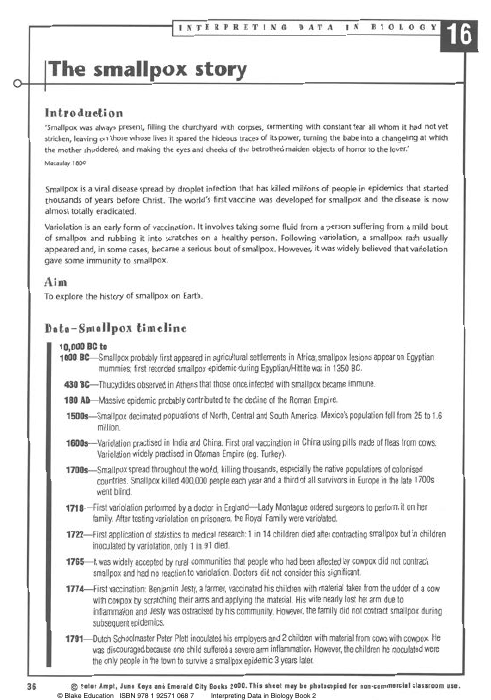 INTERPRETING DATA IN BIOLOGY
16
The smallpox story
Introduction
'Smallpox was always present, filling the churchyard with corpses, tormenting with constant fear all whom it had not yet
stricken, leaving on those whose lives it spared the hideous traces of its power, turning the babe into a changeling at which
the mother shuddered, and making the eyes and cheeks of the betrothed maiden objects of horror to the lover.'
Macaulay 1800
Smallpox is a viral disease spread by droplet infection that has killed millions of people in epidemics that started
thousands of years before Christ. The world's first vaccine was developed for smallpox and the disease is now
almost totally eradicated.
Variolation is an early form of vaccination. It involves taking some fluid from a person suffering from a mild bout
of smallpox and rubbing it into scratches on a healthy person. Following variolation, a smallpox rash usually
appeared and, in some cases, became a serious bout of smallpox. However, it was widely believed that variolation
gave some immunity to smallpox.
Aim
To explore the history of smallpox on Earth.
Data-Smallpox timeline
10,000 BC to
1000 BC—Smallpox probably first appeared in agricultural settlements in Africa, smallpox lesions appear on Egyptian
mummies; first recorded smallpox epidemic during Egyptian/Hittite war in 1350 BC.
430 BC—Thucydides observed in Athens that those once infected with smallpox became immune.
180 AD—Massive epidemic probably contributed to the decline of the Roman Empire.
1500s—Smallpox decimated populations of North, Central and South America. Mexico's population fell from 25 to 1.6
million.
1600s—Variolation practised in India and China. First oral vaccination in China using pills made of fleas from cows.
Variolation widely practised in Ottoman Empire (eg. Turkey).
1700s—Smallpox spread throughout the world, killing thousands, especially the native populations of colonised
countries. Smallpox killed 400,000 people each year and a third of all survivors in Europe in the late 1700s
went blind.
1718—First variolation performed by a doctor in England—Lady Montague ordered surgeons to perform it on her
family. After testing variolation on prisoners, the Royal Family were variolated.
1722—First application of statistics to medical research: 1 in 14 children died after contracting smallpox but in children
inoculated by variolation, only 1 in 91 died.
1765—It was widely accepted by rural communities that people who had been affected by cowpox did not contract
smallpox and had no reaction to variolation. Doctors did not consider this significant.
1774—First vaccination: Benjamin Jesty, a farmer, vaccinated his children with material taken from the udder of a cow
with cowpox by scratching their arms and applying the material. His wife nearly lost her arm due to
inflammation and Jesty was ostracised by his community. However, the family did not contract smallpox during
subsequent epidemics.
1791—Dutch Schoolmaster Peter Plett inoculated his employers and 2 children with material from cows with cowpox. He
was discouraged because one child suffered a severe arm inflammation. However, the children he inoculated were
the only people in the town to survive a smallpox epidemic 3 years later.
36
© Peter Ampt, June Keys and Emerald City Books 2000. This sheet may be photocopied for non-commercial classroom use.
© Blake Education ISBN 978 1 92571 068 7 Interpreting Data in Biology Book 2